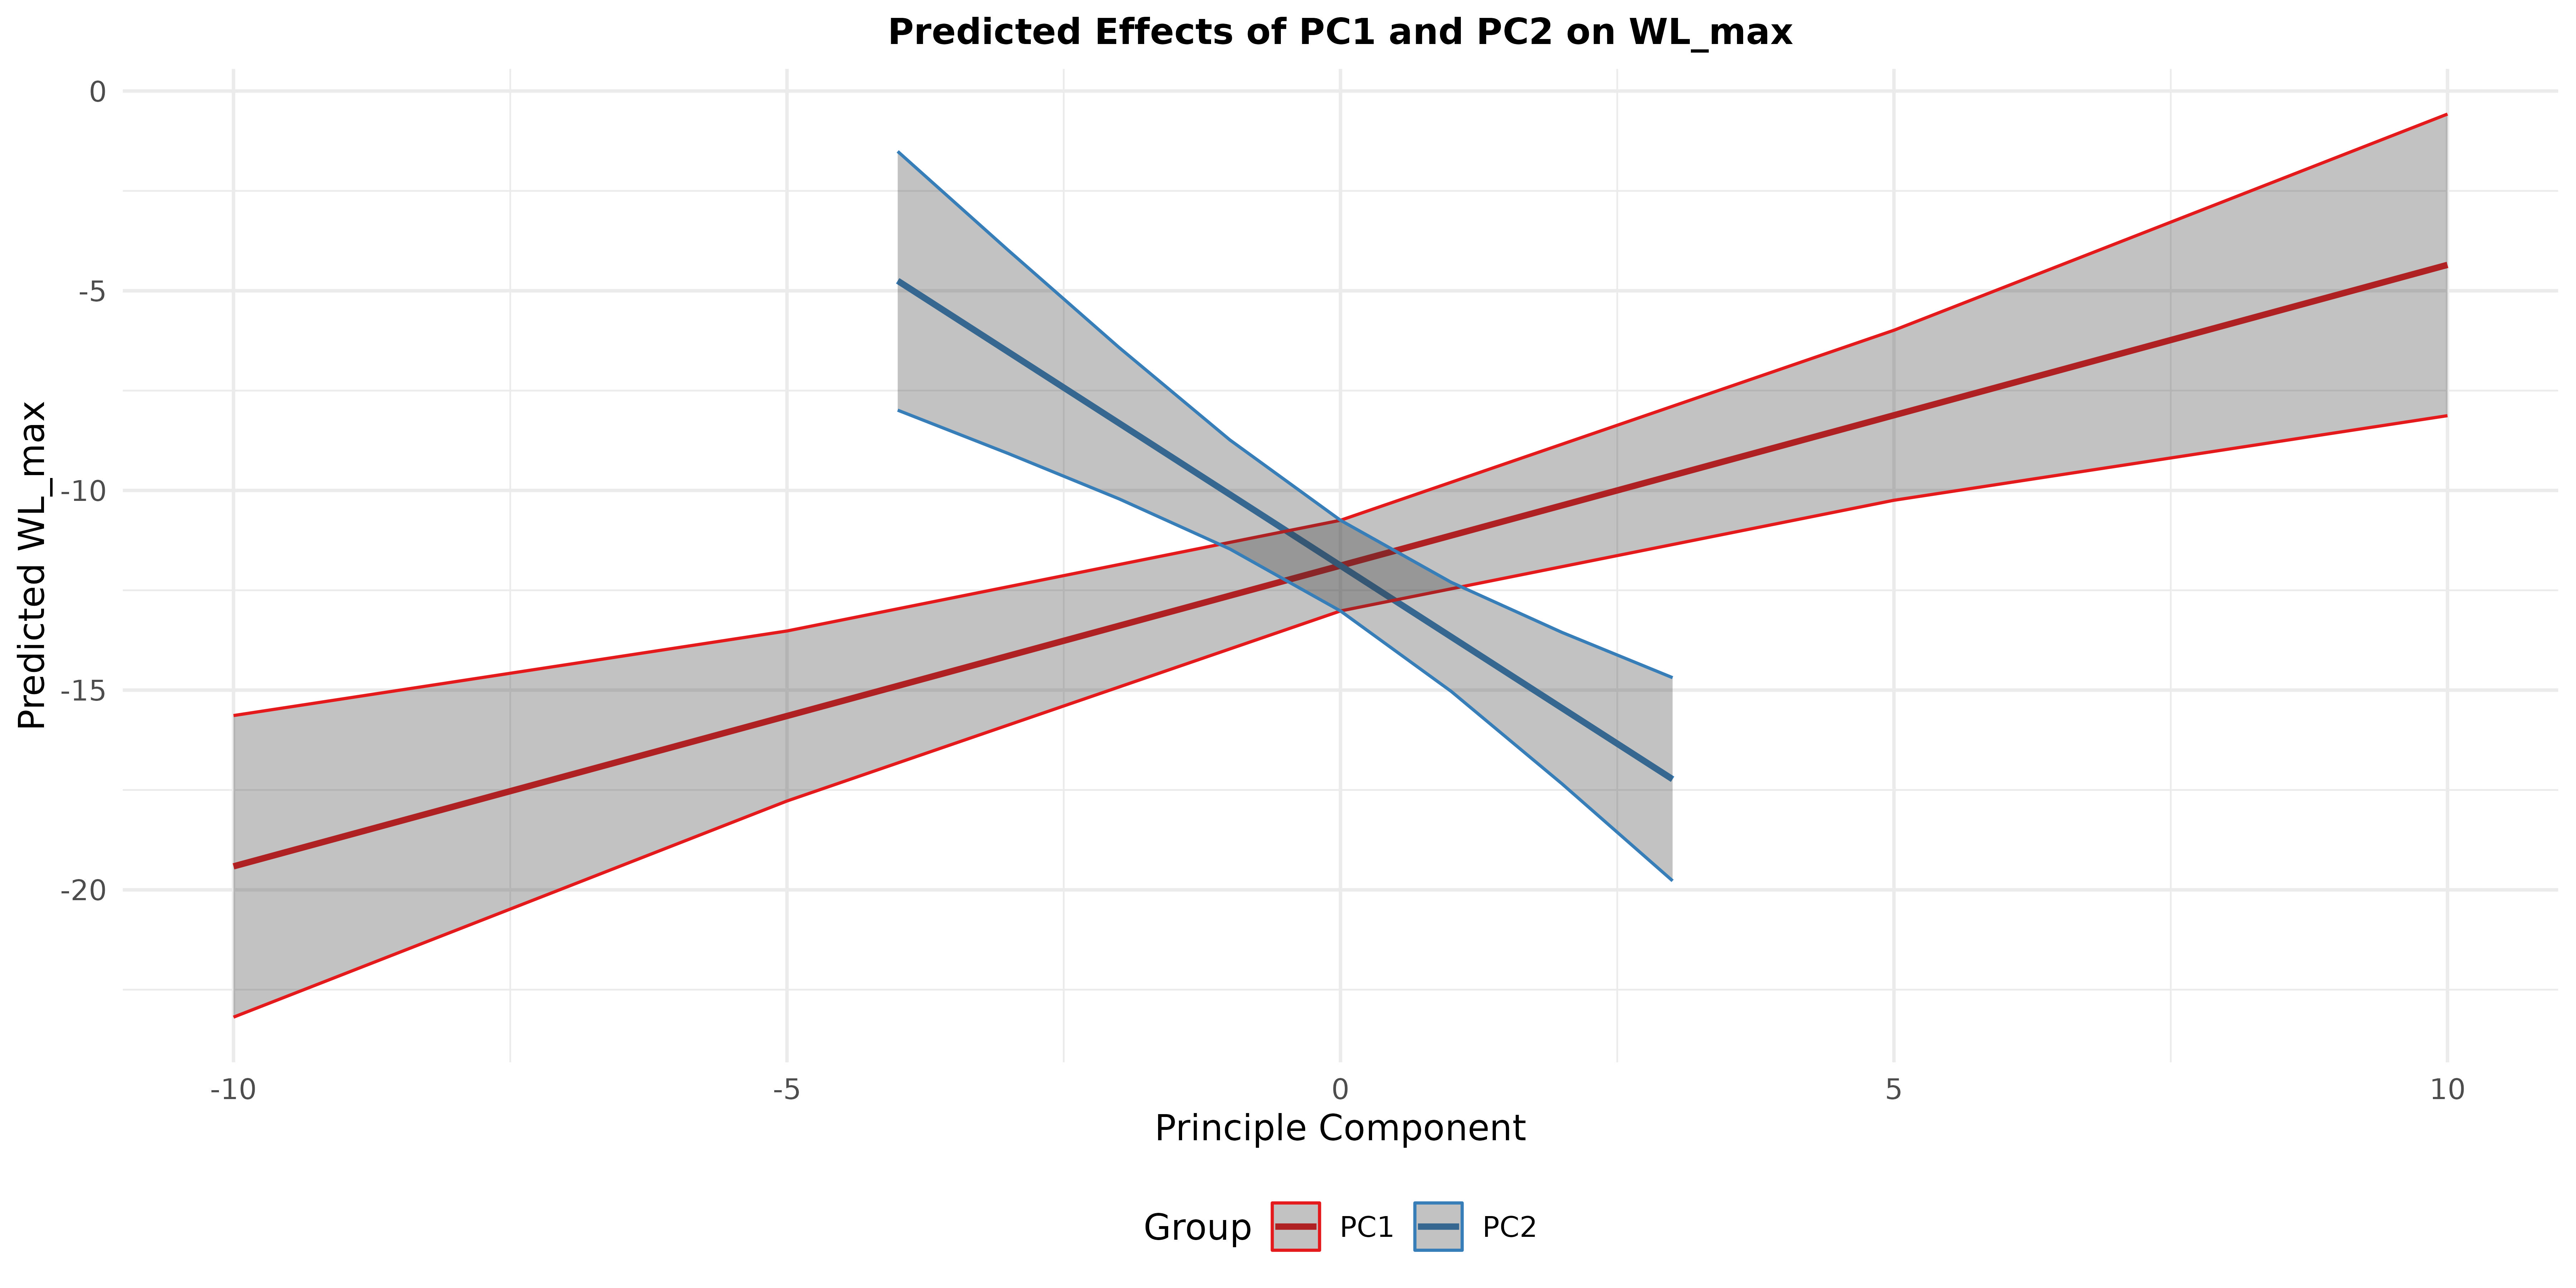 Predicted Effects of PC1 and PC2 on WL_max
0
-5
-10
-15
-20
Predicted WL_max
-10 -5 0 5 10
Principle Component
Group PC1 PC2